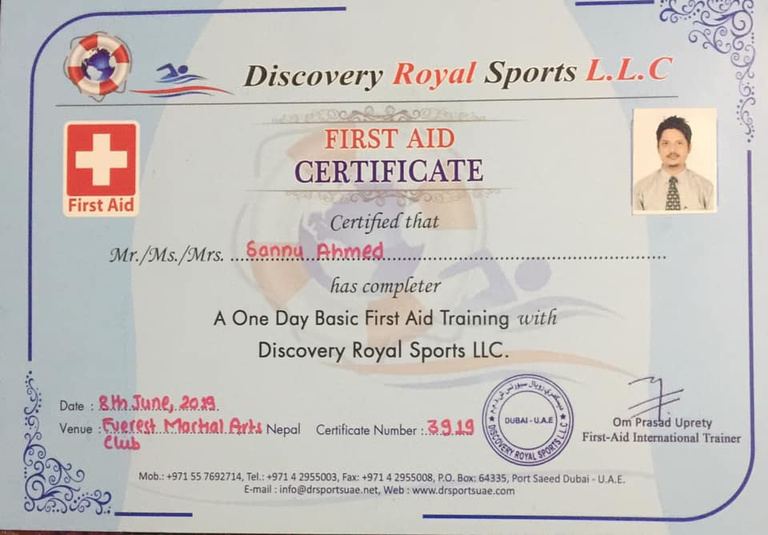 Discovery Royal Sports L.L.C
FIRST AID
CERTIFICATE
First Aid
Certified that
Mr./Ms./Mrs. ...Sannu Ahmed
has completer
A One Day Basic First Aid Training with
Discovery Royal Sports LLC.
Date : 8th June, 2019
Venue : Everest Martial Arts Nepal Certificate Number : 3919
Club
DUBAI - U.A.E
DISCOVERY ROYAL SPORTS L L C
Om Prasad Uprety
First-Aid International Trainer
Mob.: +971 55 7692714, Tel.: +971 4 2955003, Fax: +971 4 2955008, P.O. Box: 64335, Port Saeed Dubai - U.A.E.
E-mail : info@drsportsuae.net, Web : www.drsportsuae.com